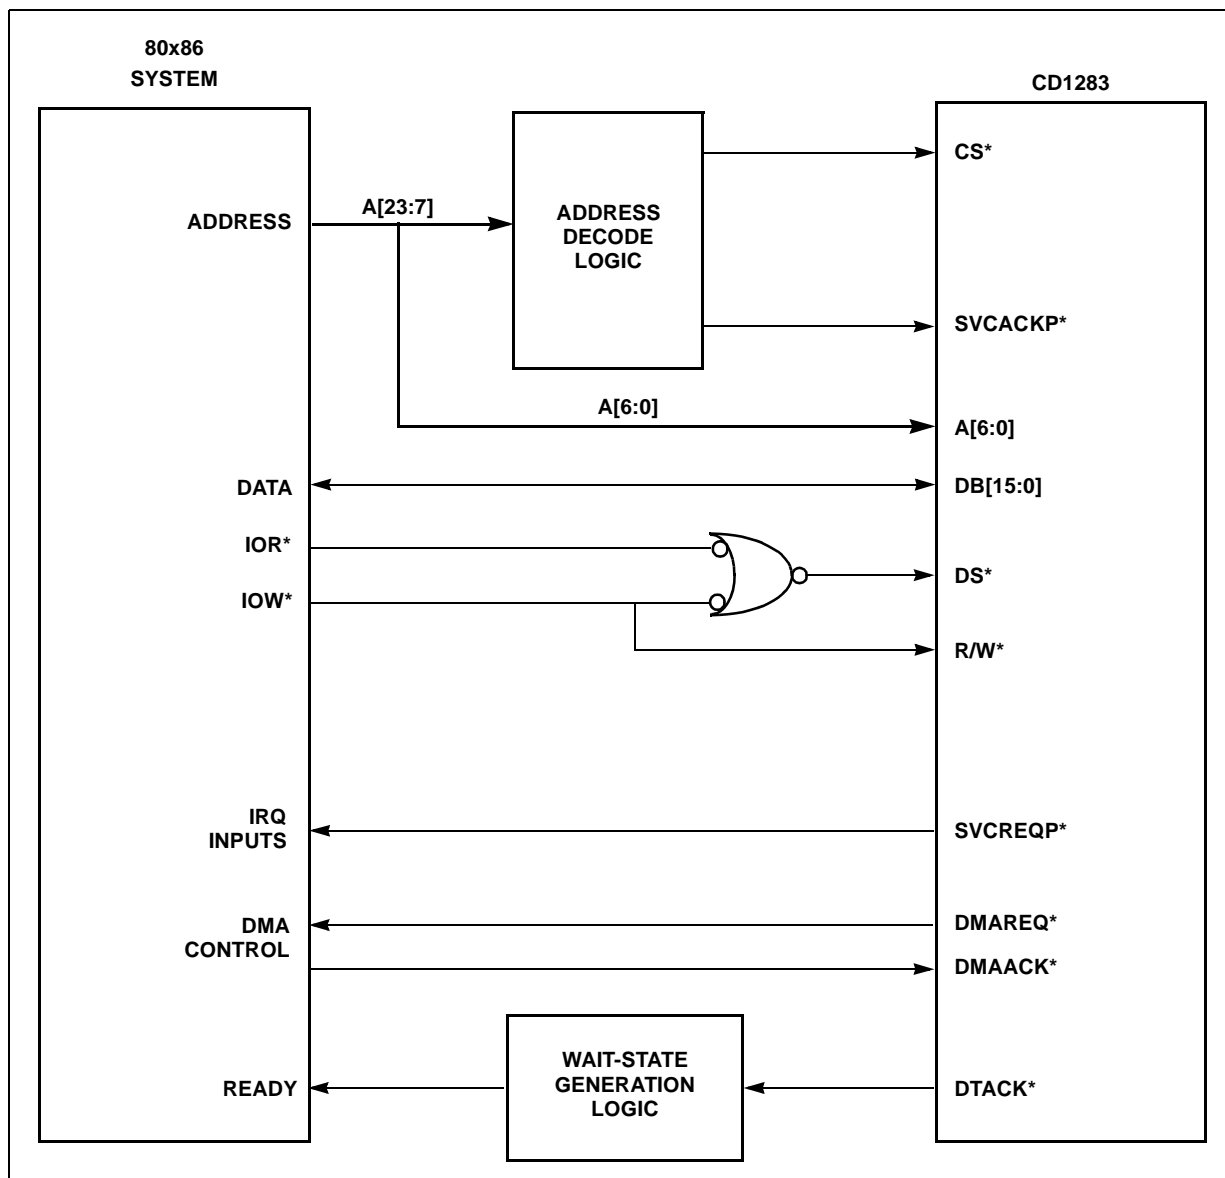 80x86
SYSTEM
CD1283
CS*
A[23:7]
ADDRESS
ADDRESS
DECODE
LOGIC
SVCACKP*
A[6:0]
A[6:0]
DATA
DB[15:0]
IOR*
DS*
IOW*
R/W*
IRQ
INPUTS
SVCREQP*
DMA
CONTROL
DMAREQ*
DMAACK*
WAIT-STATE
GENERATION
LOGIC
READY
DTACK*